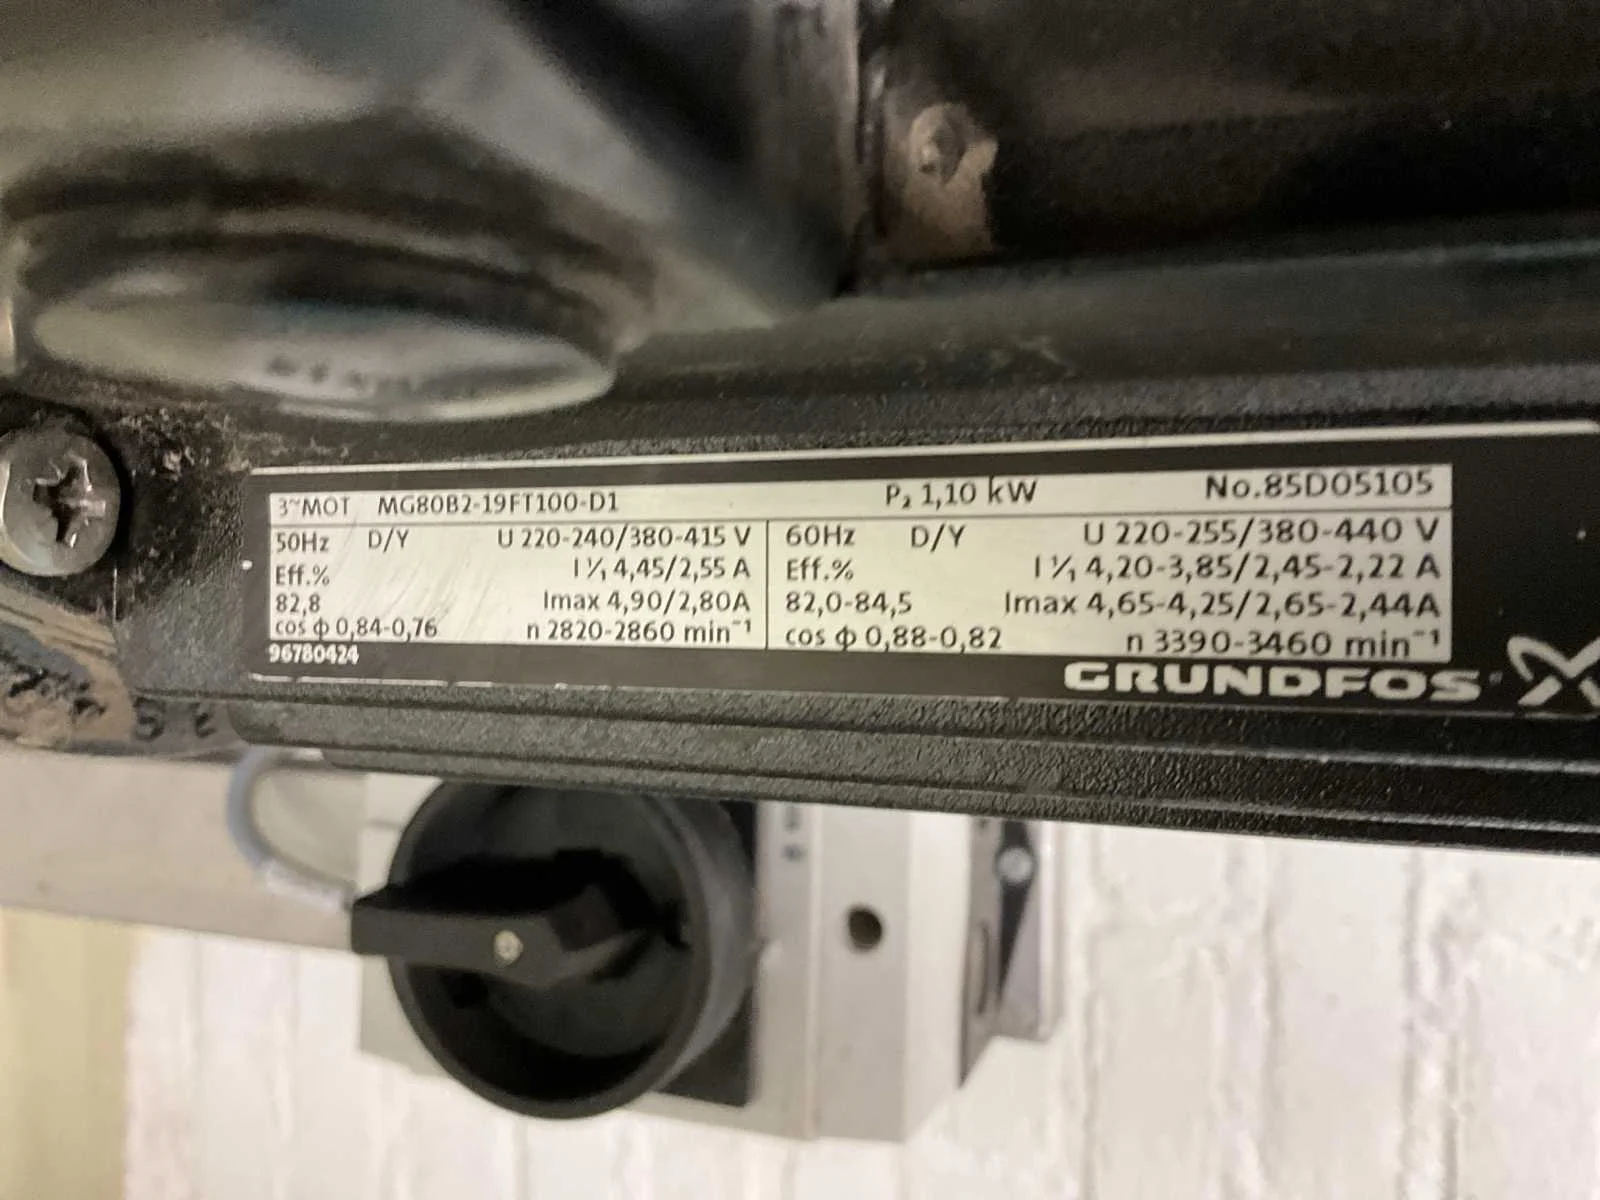 3~MOT MG80B2-19FT100-D1 P₂ 1,10 kW No.85D05105
50Hz D/Y U 220-240/380-415 V
Eff.% I 1/1 4,45/2,55 A
82,8 Imax 4,90/2,80A
cos φ 0,84-0,76 n 2820-2860 min⁻¹
60Hz D/Y U 220-255/380-440 V
Eff.% I 1/1 4,20-3,85/2,45-2,22 A
82,0-84,5 Imax 4,65-4,25/2,65-2,44A
cos φ 0,88-0,82 n 3390-3460 min⁻¹
96780424
GRUNDFOS